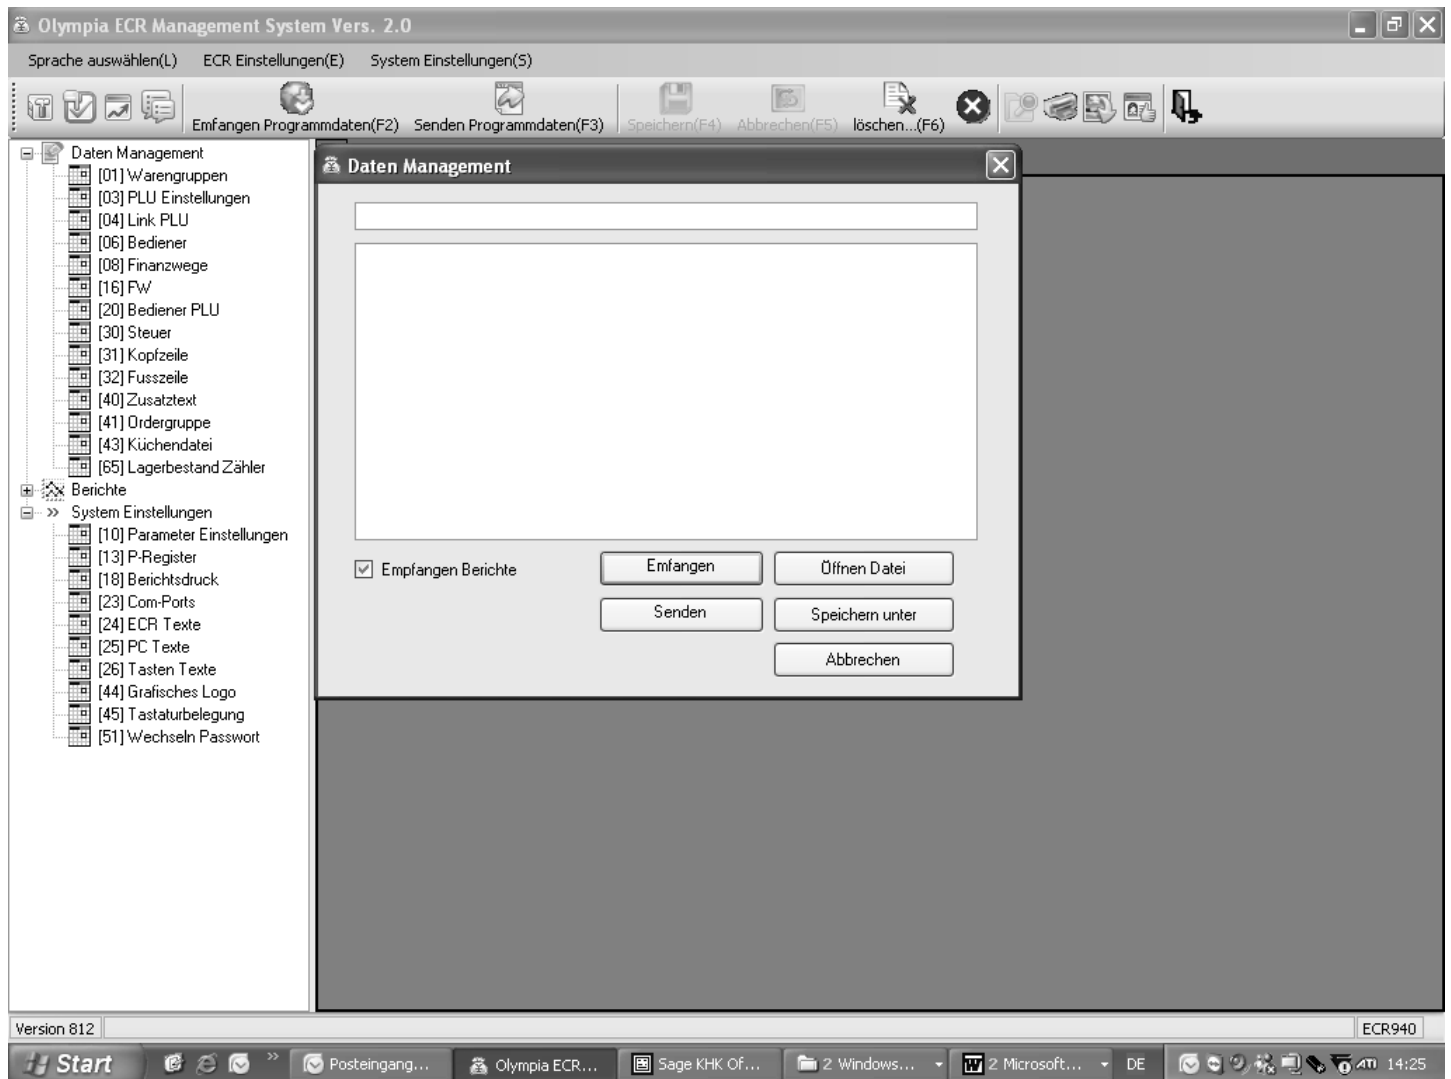 Olympia ECR Management System Vers. 2.0
Sprache auswählen(L) ECR Einstellungen(E) System Einstellungen(S)
Emfangen Programmdaten(F2) Senden Programmdaten(F3) Speichern(F4) Abbrechen(F5) löschen...(F6)
Daten Management
[01] Warengruppen
[03] PLU Einstellungen
[04] Link PLU
[06] Bediener
[08] Finanzwege
[16] FW
[20] Bediener PLU
[30] Steuer
[31] Kopfzeile
[32] Fusszeile
[40] Zusatztext
[41] Ordergruppe
[43] Küchendatei
[65] Lagerbestand Zähler
Berichte
System Einstellungen
[10] Parameter Einstellungen
[13] P-Register
[18] Berichtsdruck
[23] Com-Ports
[24] ECR Texte
[25] PC Texte
[26] Tasten Texte
[44] Grafisches Logo
[45] Tastaturbelegung
[51] Wechseln Passwort
Daten Management
Empfangen Berichte
Emfangen Öffnen Datei
Senden Speichern unter
Abbrechen
Version 812 ECR940
Start Posteingang... Olympia ECR... Sage KHK Of... 2 Windows... 2 Microsoft... DE ATI 14:25